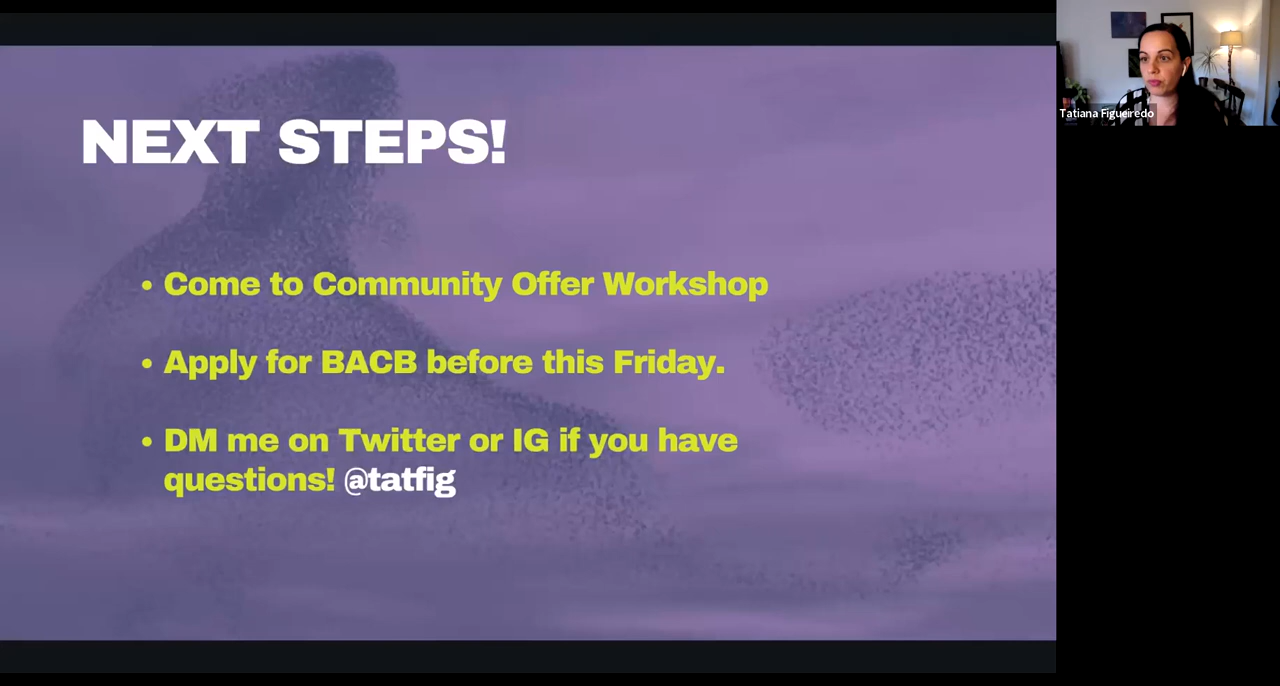 NEXT STEPS!
• Come to Community Offer Workshop
• Apply for BACB before this Friday.
• DM me on Twitter or IG if you have
questions! @tatfig
Tatiana Figueiredo